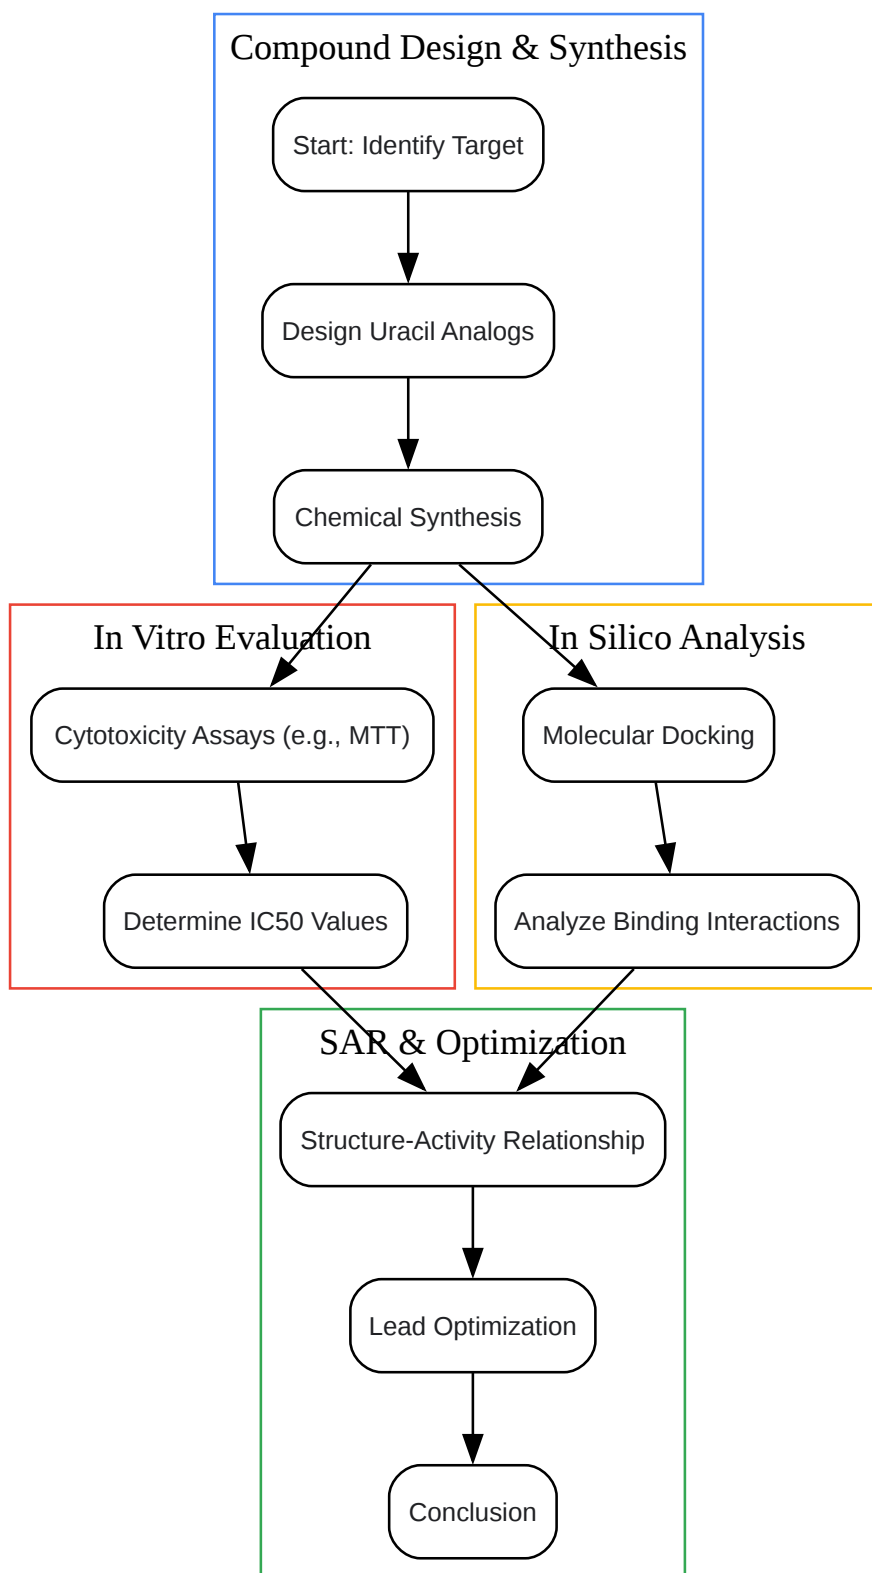 Compound Design & Synthesis
Start: Identify Target
Design Uracil Analogs
Chemical Synthesis
In Vitro Evaluation
Cytotoxicity Assays (e.g., MTT)
Determine IC50 Values
In Silico Analysis
Molecular Docking
Analyze Binding Interactions
SAR & Optimization
Structure-Activity Relationship
Lead Optimization
Conclusion